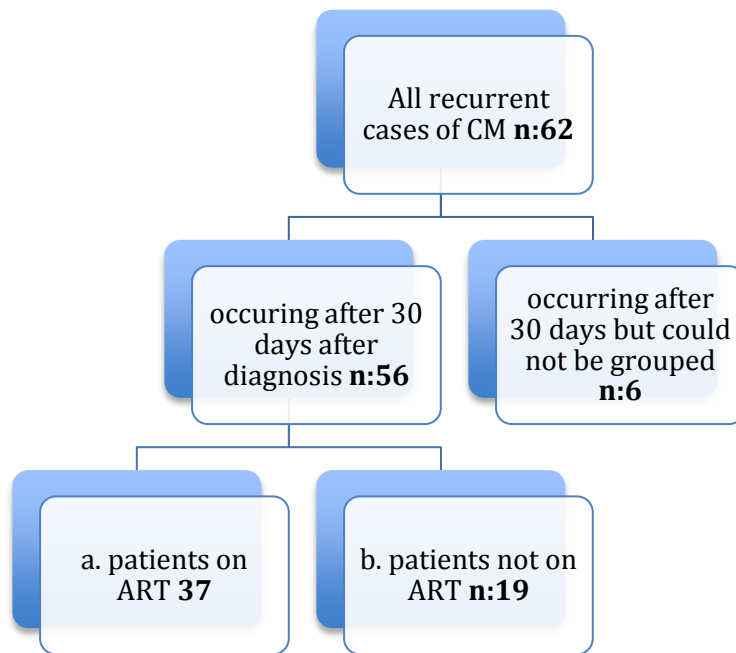 All recurrent
cases of CM n:62
occuring after 30
days after
diagnosis n:56
occurring after
30 days but could
not be grouped
n:6
a. patients on
ART 37
b. patients not on
ART n:19